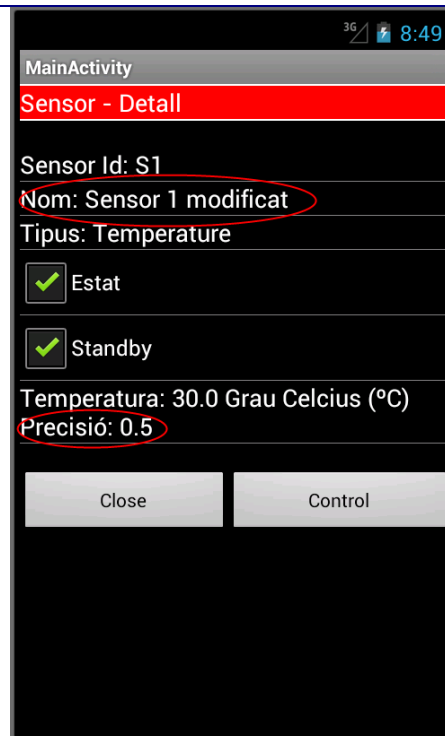 3G 8:49
MainActivity
Sensor - Detall
Sensor Id: S1
Nom: Sensor 1 modificat
Tipus: Temperature
Estat
Standby
Temperatura: 30.0 Grau Celcius (ºC)
Precisió: 0.5
Close Control